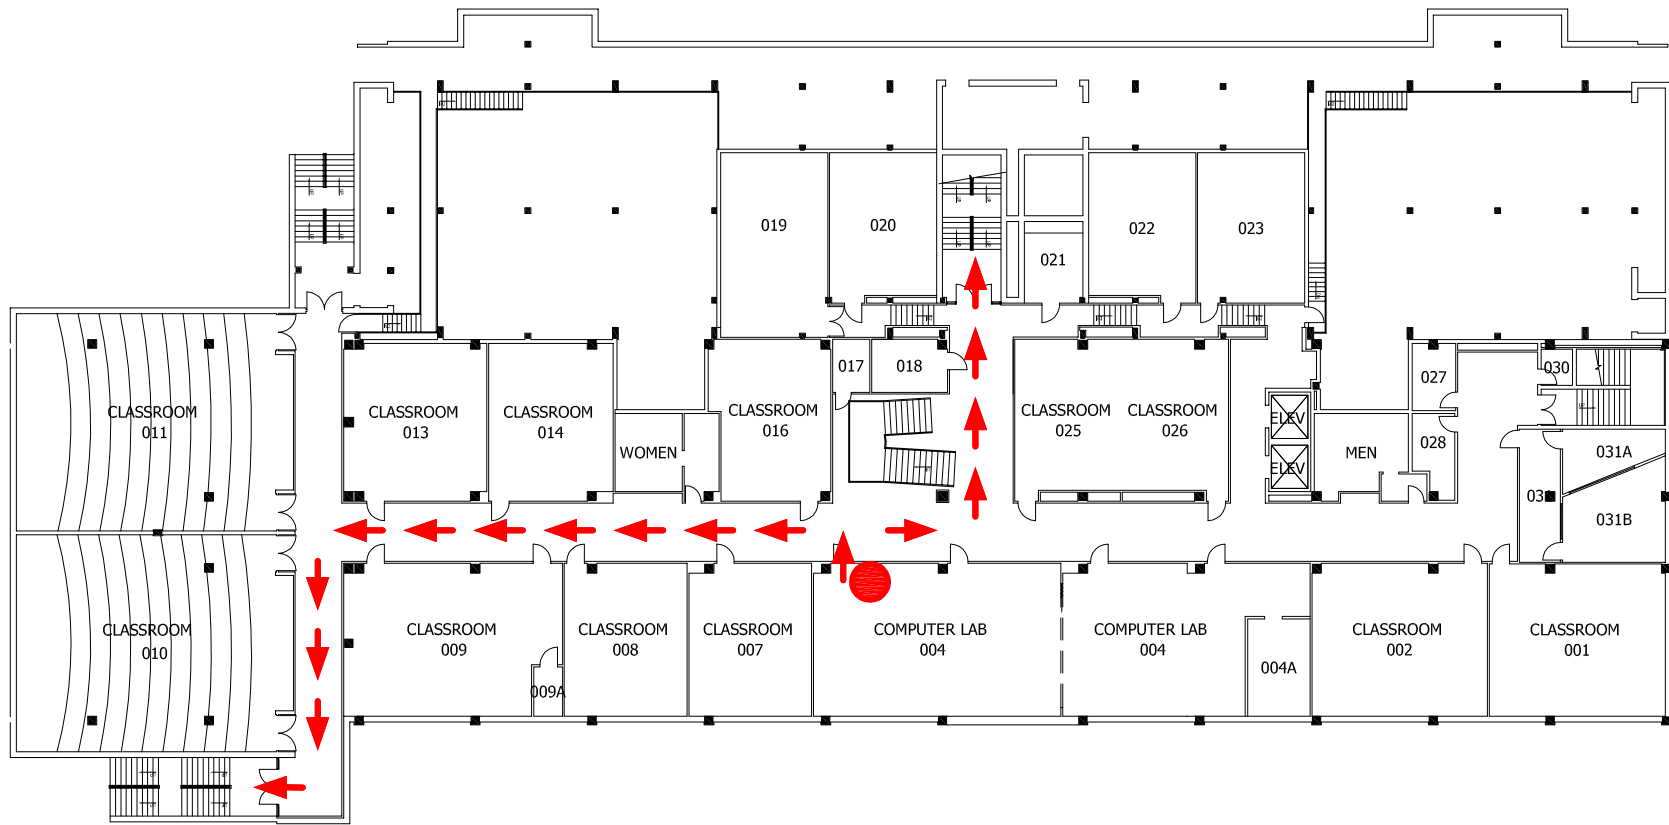 019
020
021
022
023
017
018
027
030
CLASSROOM
011
CLASSROOM
013
CLASSROOM
014
WOMEN
CLASSROOM
016
CLASSROOM
025
CLASSROOM
026
ELEV
ELEV
MEN
028
031A
031B
CLASSROOM
010
CLASSROOM
009
009A
CLASSROOM
008
CLASSROOM
007
COMPUTER LAB
004
COMPUTER LAB
004
004A
CLASSROOM
002
CLASSROOM
001